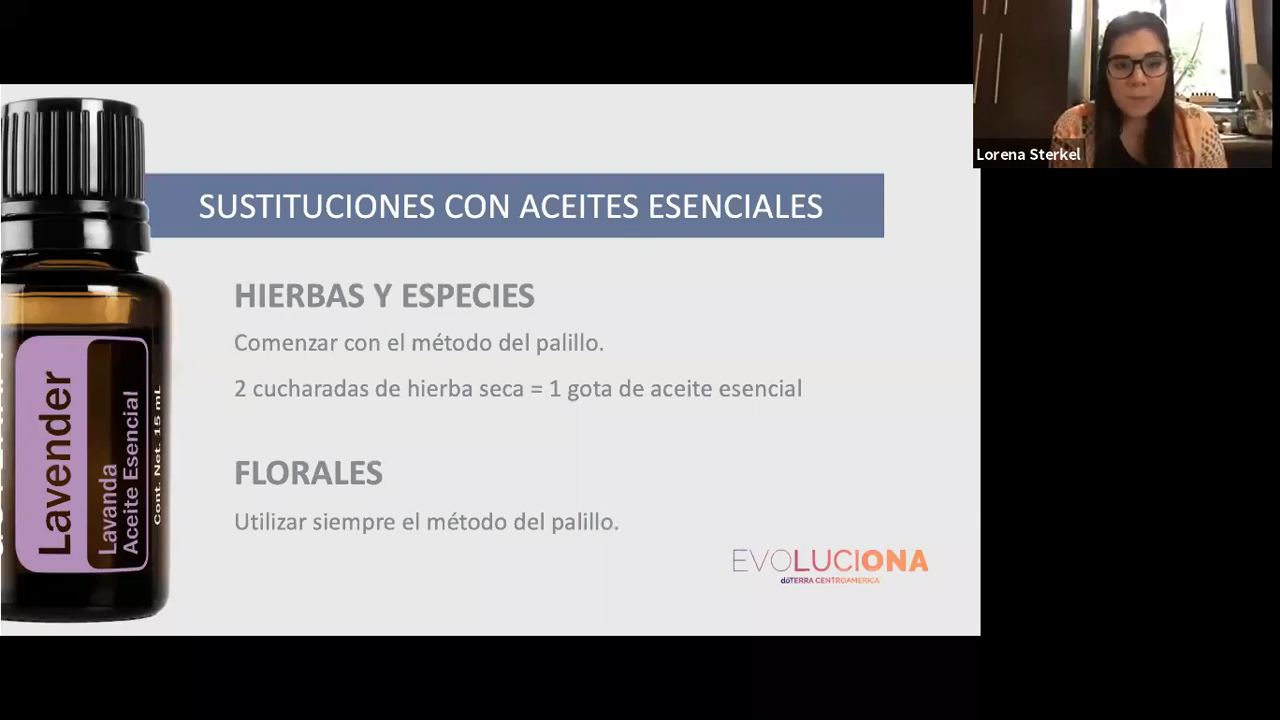 Lorena Sterkel
SUSTITUCIONES CON ACEITES ESENCIALES
HIERBAS Y ESPECIES
Comenzar con el método del palillo.
2 cucharadas de hierba seca = 1 gota de aceite esencial
FLORALES
Utilizar siempre el método del palillo.
Lavender
Lavanda
Aceite Esencial
Cont. Net. 15 mL
EVOLUCIONA
dōTERRA CENTROAMERICA